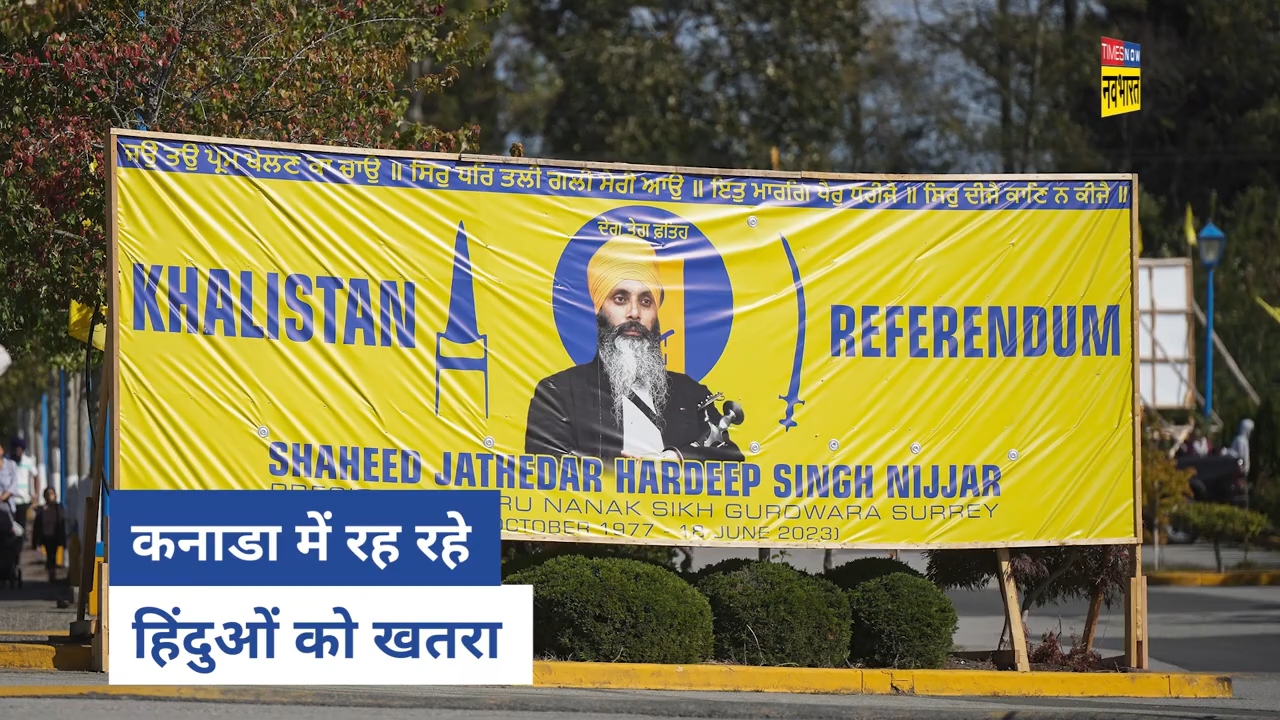 TIMES NOW
नवभारत
ਜਉ ਤਉ ਪ੍ਰੇਮ ਖੇਲਣ ਕਾ ਚਾਉ ॥ ਸਿਰੁ ਧਰਿ ਤਲੀ ਗਲੀ ਮੇਰੀ ਆਉ ॥ ਇਤੁ ਮਾਰਗਿ ਪੈਰੁ ਧਰੀਜੈ ॥ ਸਿਰੁ ਦੀਜੈ ਕਾਣਿ ਨ ਕੀਜੈ ॥
ਦੇਗ ਤੇਗ ਫ਼ਤਿਹ
KHALISTAN REFERENDUM
SHAHEED JATHEDAR HARDEEP SINGH NIJJAR
NANAK SIKH GURDWARA SURREY
OCTOBER 1977 - 18 JUNE 2023)
कनाडा में रह रहे
हिंदुओं को खतरा